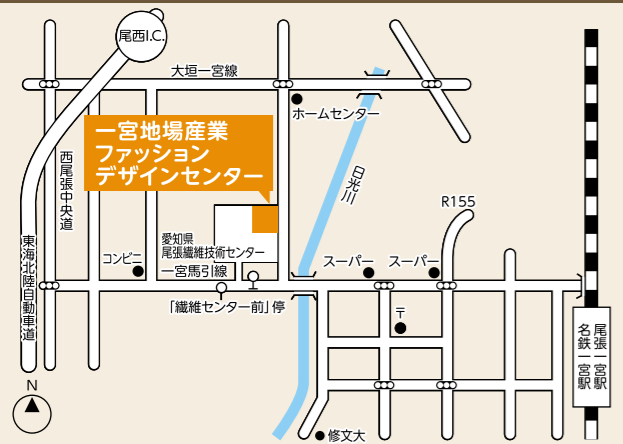 尾西I.C.
大垣一宮線
ホームセンター
一宮地場産業
ファッション
デザインセンター
西尾張中央道
日光川
R155
愛知県
尾張繊維技術センター
コンビニ
一宮馬引線
スーパー
スーパー
東海北陸自動車道
「繊維センター前」停
〒
尾張一宮駅
名鉄一宮駅
N
修文大